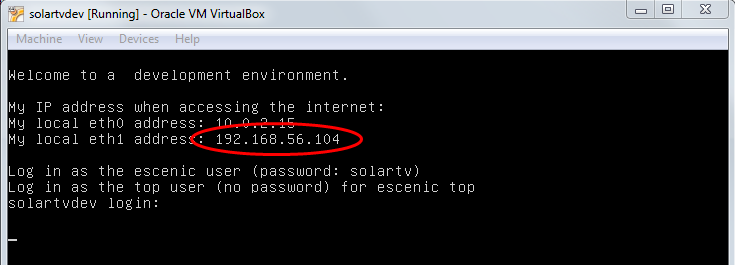 solartvdev [Running] - Oracle VM VirtualBox
Machine View Devices Help
Welcome to a  development environment.
My IP address when accessing the internet:
My local eth0 address: 10.0.2.15
My local eth1 address: 192.168.56.104
Log in as the escenic user (password: solartv)
Log in as the top user (no password) for escenic top
solartvdev login: